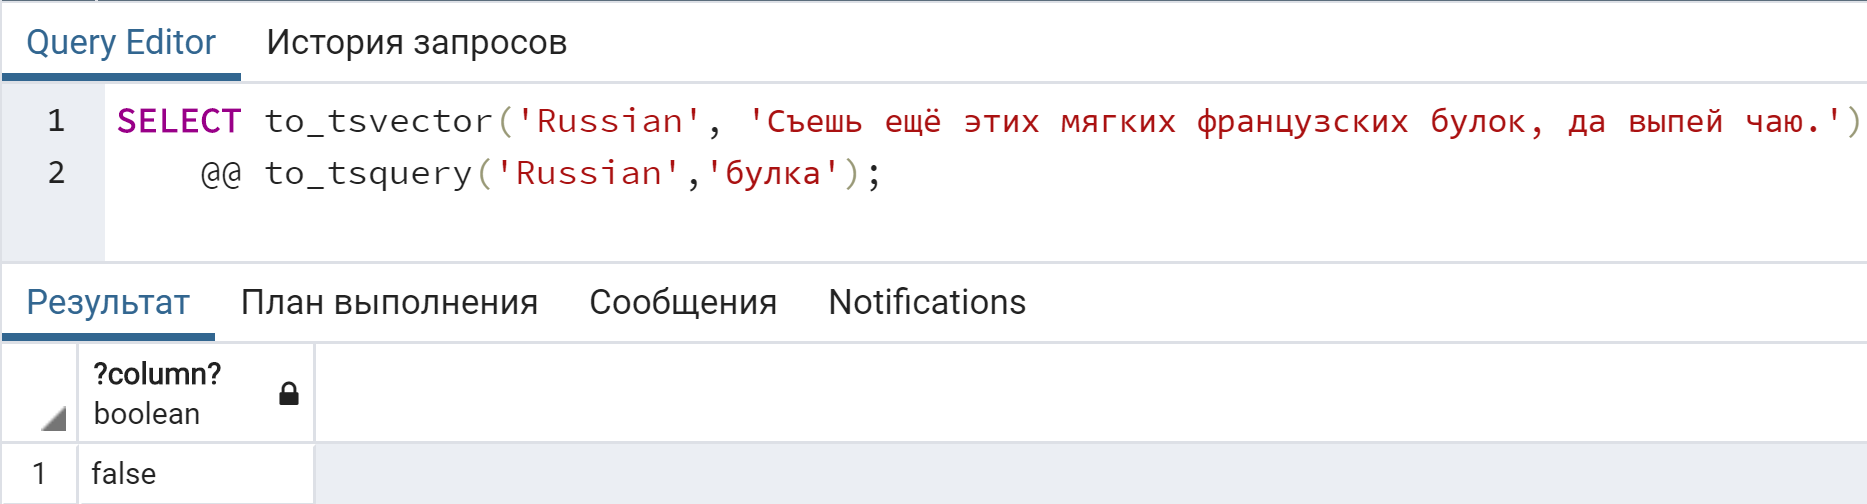 Query Editor История запросов
1 SELECT to_tsvector('Russian', 'Съешь ещё этих мягких французских булок, да выпей чаю.')
2 @@ to_tsquery('Russian','булка');
Результат План выполнения Сообщения Notifications
?column?
boolean
1 false